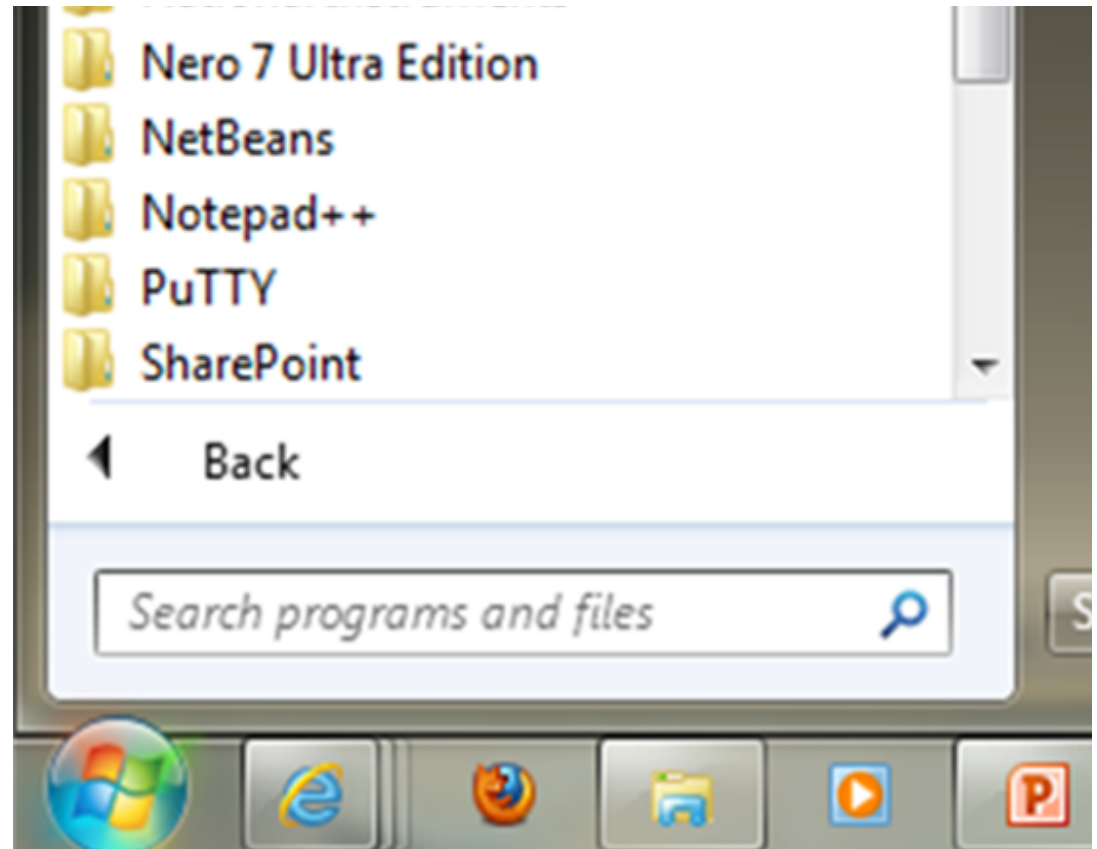 Nero 7 Ultra Edition
NetBeans
Notepad++
PuTTY
SharePoint
Back
Search programs and files
S
P